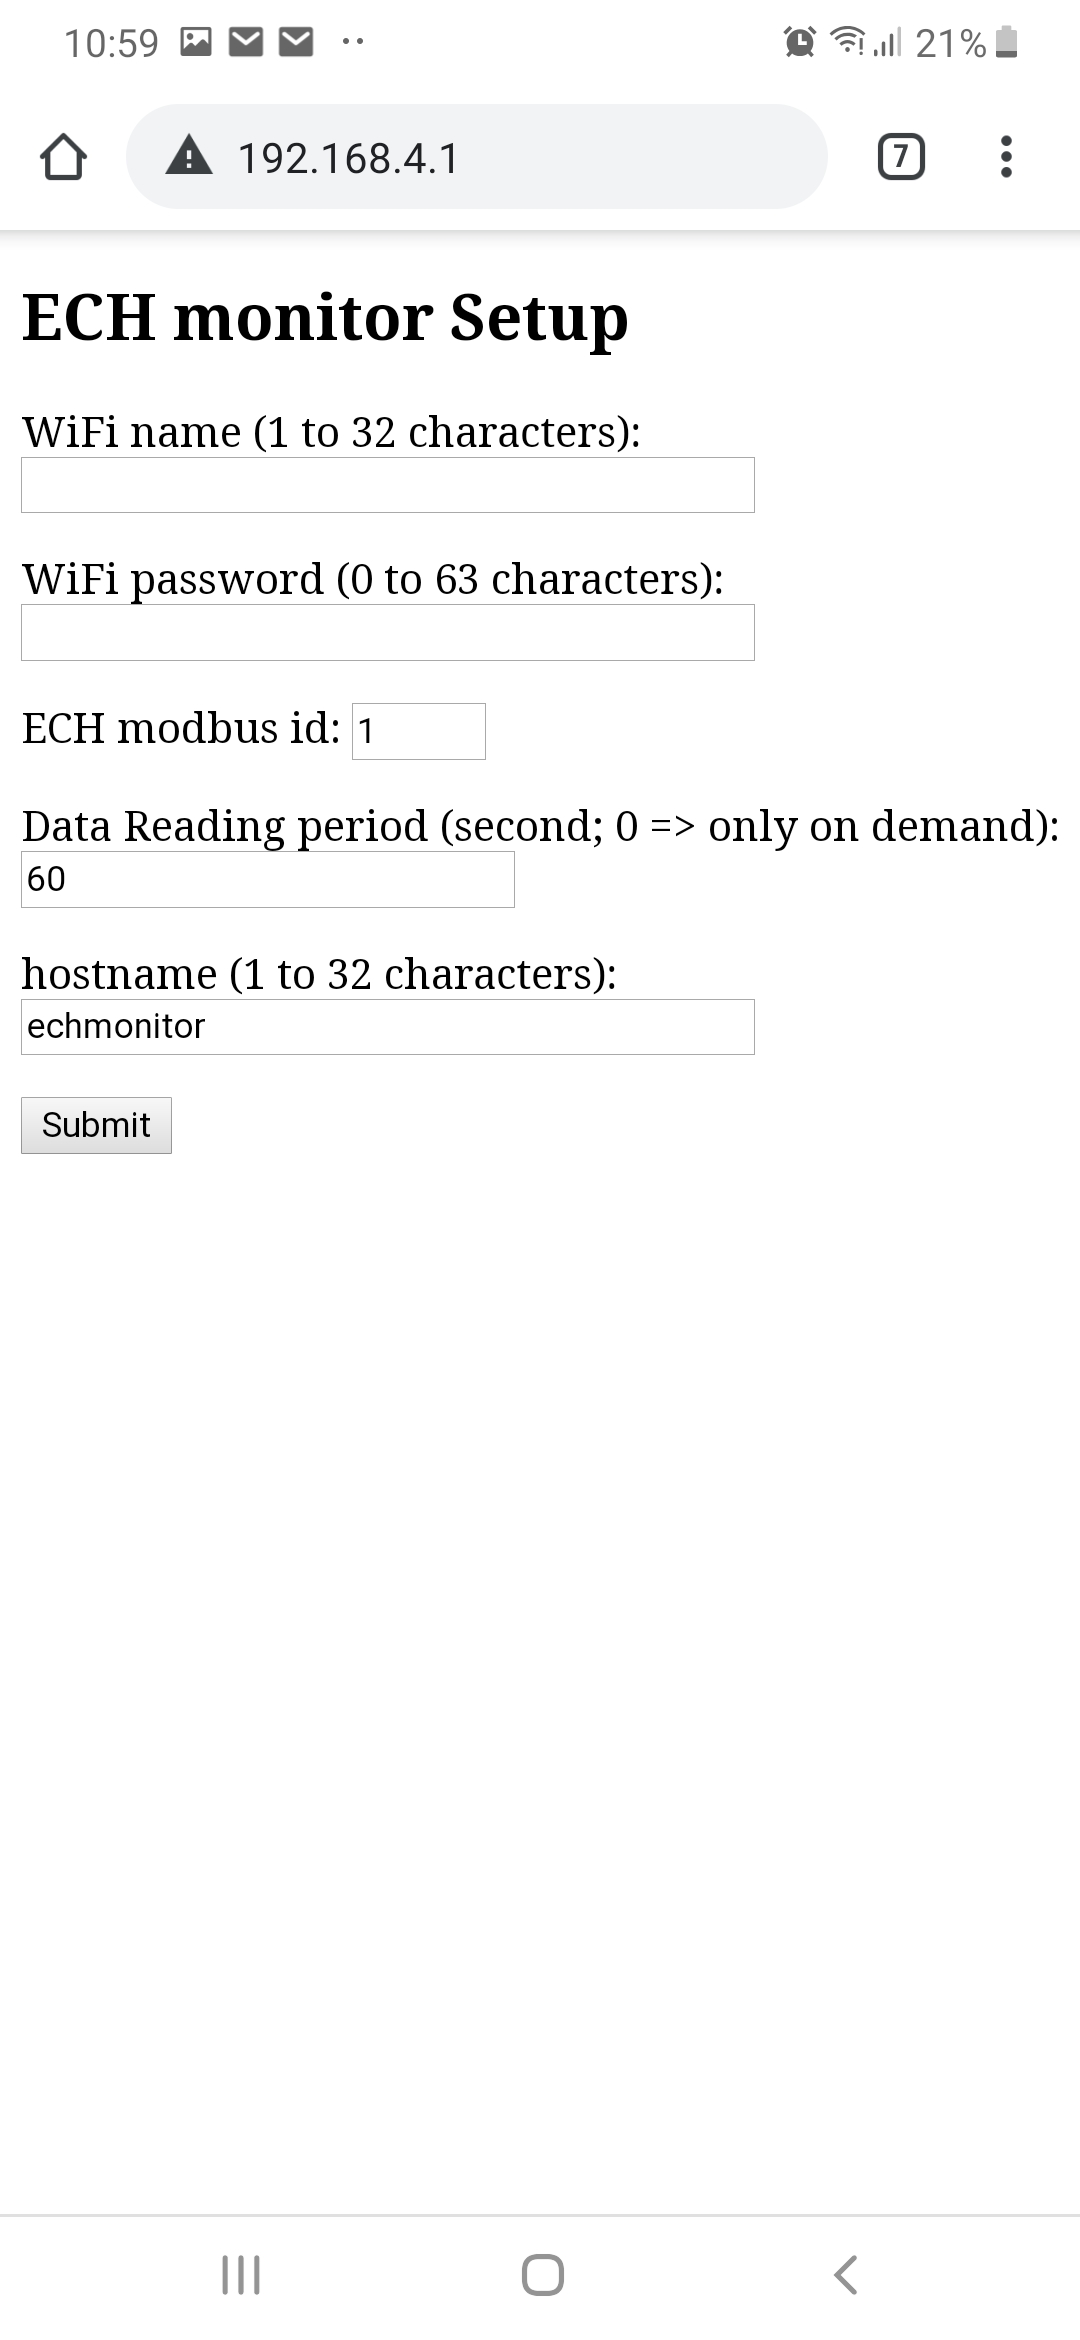 10:59
21%
192.168.4.1
7
ECH monitor Setup
WiFi name (1 to 32 characters):
WiFi password (0 to 63 characters):
ECH modbus id: 1
Data Reading period (second; 0 => only on demand):
60
hostname (1 to 32 characters):
echmonitor
Submit